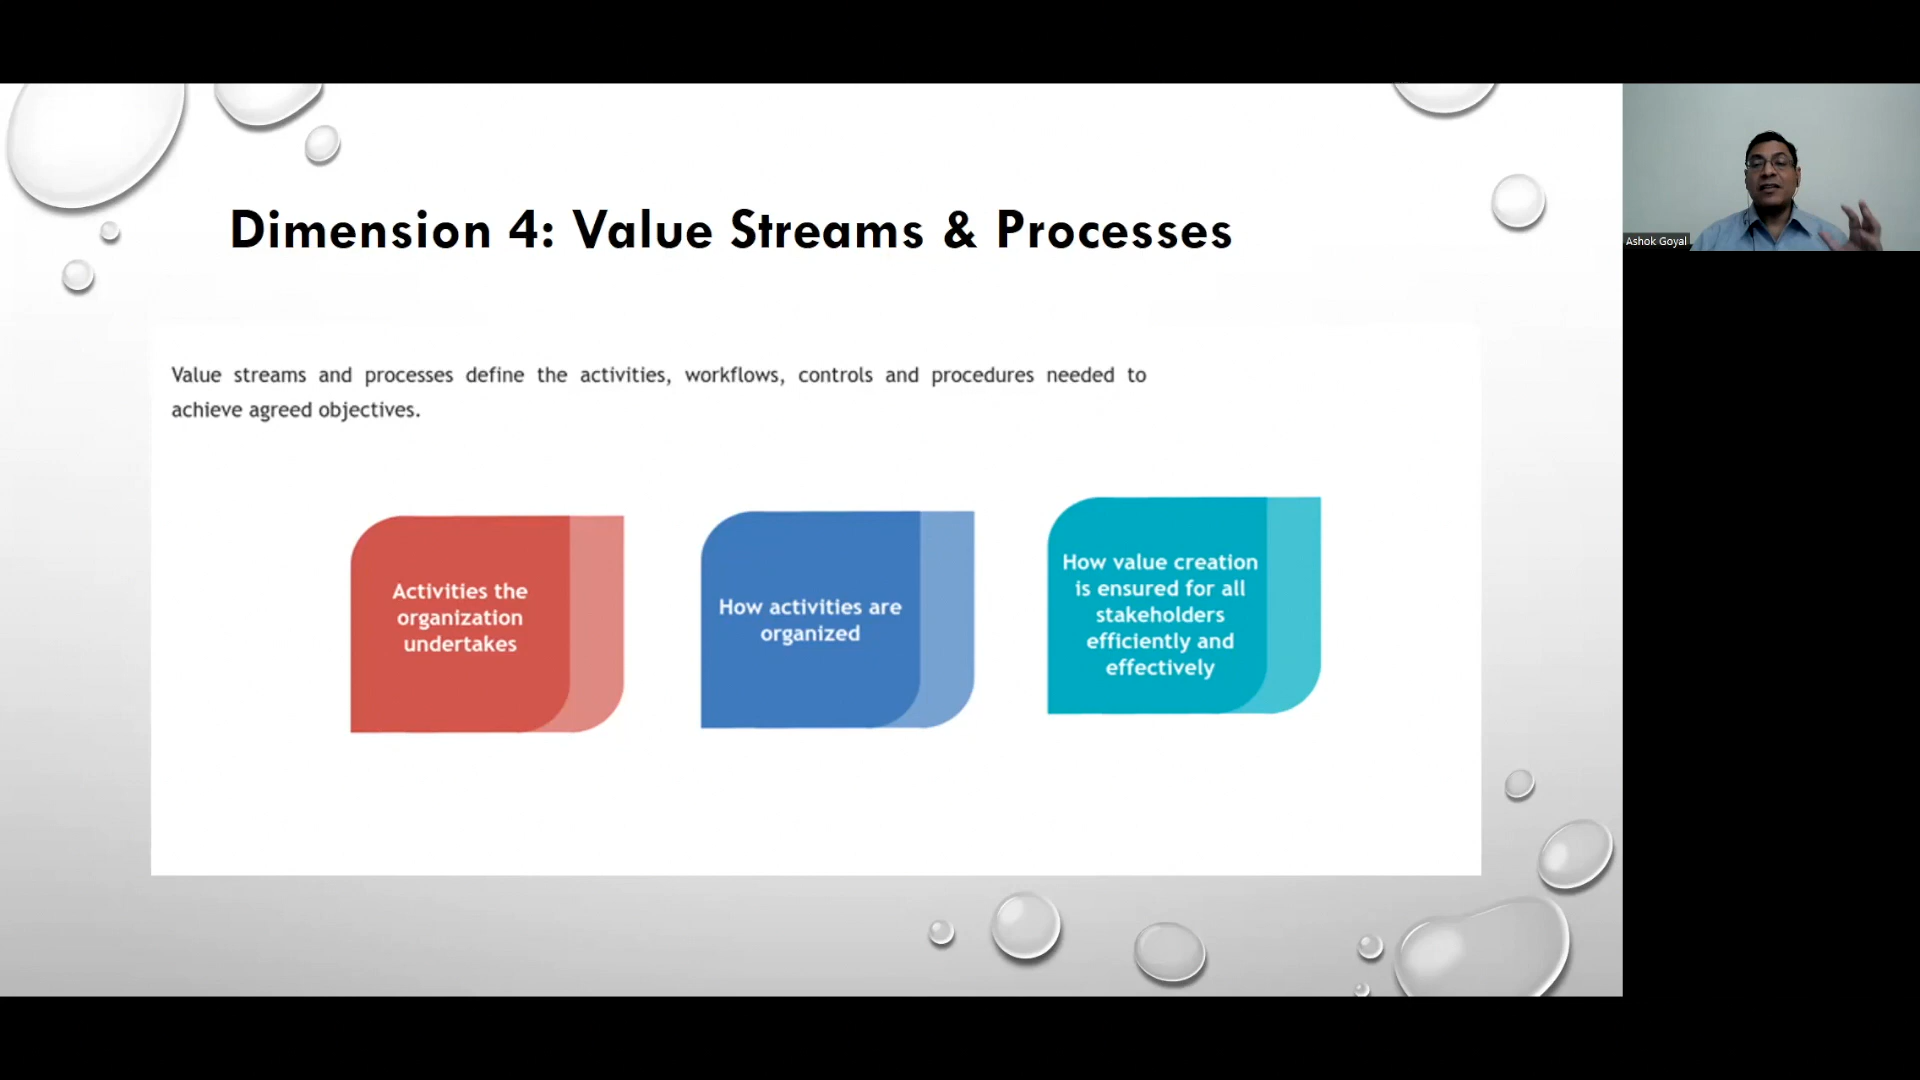 Dimension 4: Value Streams & Processes
Ashok Goyal
Value streams and processes define the activities, workflows, controls and procedures needed to
achieve agreed objectives.
Activities the
organization
undertakes
How activities are
organized
How value creation
is ensured for all
stakeholders
efficiently and
effectively